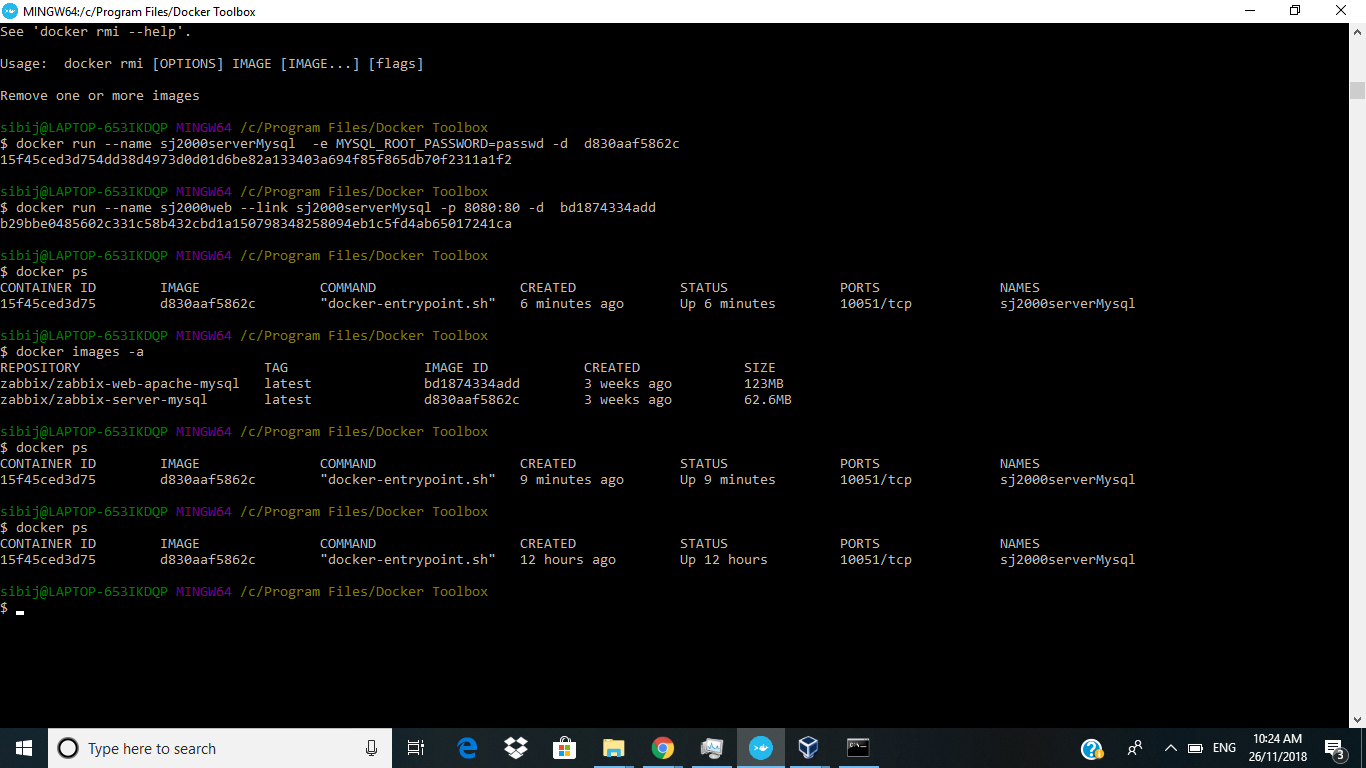 MINGW64:/c/Program Files/Docker Toolbox
See 'docker rmi --help'.
Usage:  docker rmi [OPTIONS] IMAGE [IMAGE...] [flags]
Remove one or more images
sibij@LAPTOP-653IKDQP MINGW64 /c/Program Files/Docker Toolbox
$ docker run --name sj2000serverMysql  -e MYSQL_ROOT_PASSWORD=passwd -d  d830aaf5862c
15f45ced3d754dd38d4973d0d01d6be82a133403a694f85f865db70f2311a1f2
sibij@LAPTOP-653IKDQP MINGW64 /c/Program Files/Docker Toolbox
$ docker run --name sj2000web --link sj2000serverMysql -p 8080:80 -d  bd1874334add
b29bbe0485602c331c58b432cbd1a150798348258094eb1c5fd4ab65017241ca
sibij@LAPTOP-653IKDQP MINGW64 /c/Program Files/Docker Toolbox
$ docker ps
CONTAINER ID        IMAGE               COMMAND                  CREATED             STATUS              PORTS               NAMES
15f45ced3d75        d830aaf5862c        "docker-entrypoint.sh"   6 minutes ago       Up 6 minutes        10051/tcp           sj2000serverMysql
sibij@LAPTOP-653IKDQP MINGW64 /c/Program Files/Docker Toolbox
$ docker images -a
REPOSITORY                       TAG                 IMAGE ID            CREATED             SIZE
zabbix/zabbix-web-apache-mysql   latest              bd1874334add        3 weeks ago         123MB
zabbix/zabbix-server-mysql       latest              d830aaf5862c        3 weeks ago         62.6MB
sibij@LAPTOP-653IKDQP MINGW64 /c/Program Files/Docker Toolbox
$ docker ps
CONTAINER ID        IMAGE               COMMAND                  CREATED             STATUS              PORTS               NAMES
15f45ced3d75        d830aaf5862c        "docker-entrypoint.sh"   9 minutes ago       Up 9 minutes        10051/tcp           sj2000serverMysql
sibij@LAPTOP-653IKDQP MINGW64 /c/Program Files/Docker Toolbox
$ docker ps
CONTAINER ID        IMAGE               COMMAND                  CREATED             STATUS              PORTS               NAMES
15f45ced3d75        d830aaf5862c        "docker-entrypoint.sh"   12 hours ago        Up 12 hours         10051/tcp           sj2000serverMysql
sibij@LAPTOP-653IKDQP MINGW64 /c/Program Files/Docker Toolbox
$
Type here to search
ENG
10:24 AM
26/11/2018
3